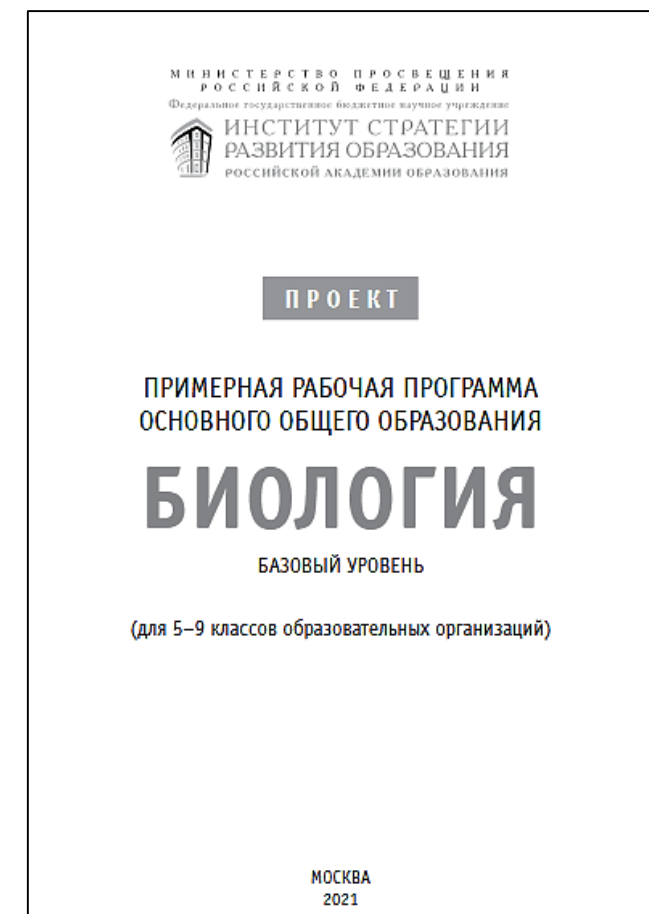 МИНИСТЕРСТВО ПРОСВЕЩЕНИЯ
РОССИЙСКОЙ ФЕДЕРАЦИИ
Федеральное государственное бюджетное научное учреждение
ИНСТИТУТ СТРАТЕГИИ
РАЗВИТИЯ ОБРАЗОВАНИЯ
РОССИЙСКОЙ АКАДЕМИИ ОБРАЗОВАНИЯ
ПРОЕКТ
ПРИМЕРНАЯ РАБОЧАЯ ПРОГРАММА
ОСНОВНОГО ОБЩЕГО ОБРАЗОВАНИЯ
БИОЛОГИЯ
БАЗОВЫЙ УРОВЕНЬ
(для 5–9 классов образовательных организаций)
МОСКВА
2021